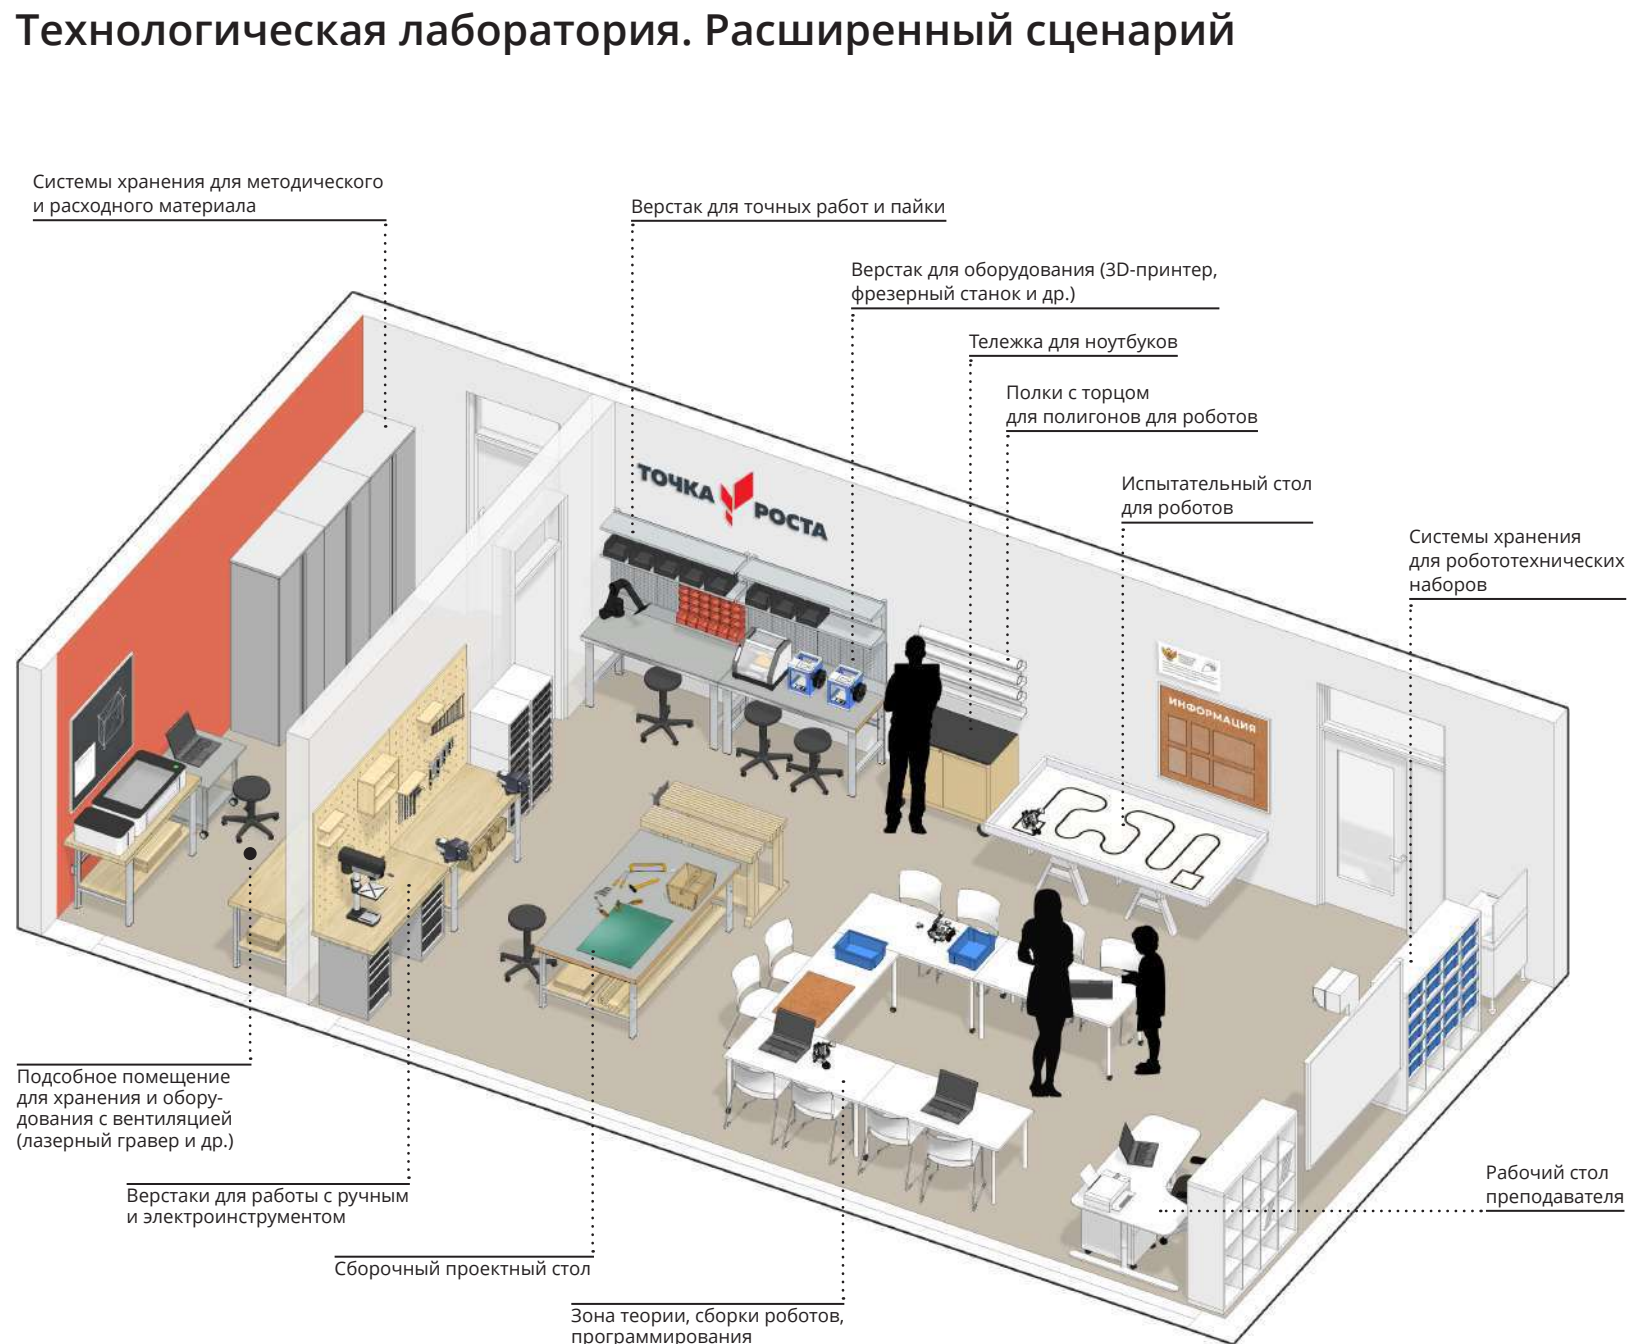 Технологическая лаборатория. Расширенный сценарий
Системы хранения для методического
и расходного материала
Верстак для точных работ и пайки
Верстак для оборудования (3D-принтер,
фрезерный станок и др.)
Тележка для ноутбуков
Полки с торцом
для полигонов для роботов
Испытательный стол
для роботов
Системы хранения
для робототехнических
наборов
ТОЧКА
РОСТА
ИНФОРМАЦИЯ
Подсобное помещение
для хранения и обору-
дования с вентиляцией
(лазерный гравер и др.)
Верстаки для работы с ручным
и электроинструментом
Сборочный проектный стол
Зона теории, сборки роботов,
программирования
Рабочий стол
преподавателя